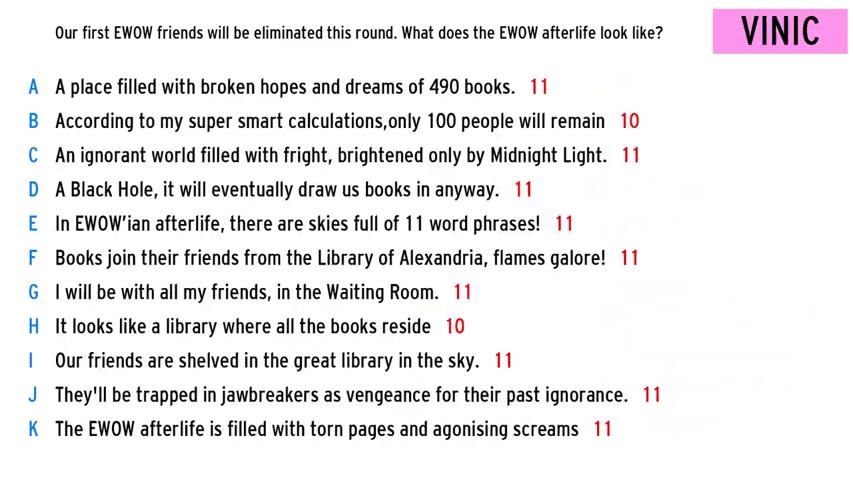 Our first EWOW friends will be eliminated this round. What does the EWOW afterlife look like?
VINIC
A A place filled with broken hopes and dreams of 490 books. 11
B According to my super smart calculations,only 100 people will remain 10
C An ignorant world filled with fright, brightened only by Midnight Light. 11
D A Black Hole, it will eventually draw us books in anyway. 11
E In EWOW'ian afterlife, there are skies full of 11 word phrases! 11
F Books join their friends from the Library of Alexandria, flames galore! 11
G I will be with all my friends, in the Waiting Room. 11
H It looks like a library where all the books reside 10
I Our friends are shelved in the great library in the sky. 11
J They'll be trapped in jawbreakers as vengeance for their past ignorance. 11
K The EWOW afterlife is filled with torn pages and agonising screams 11